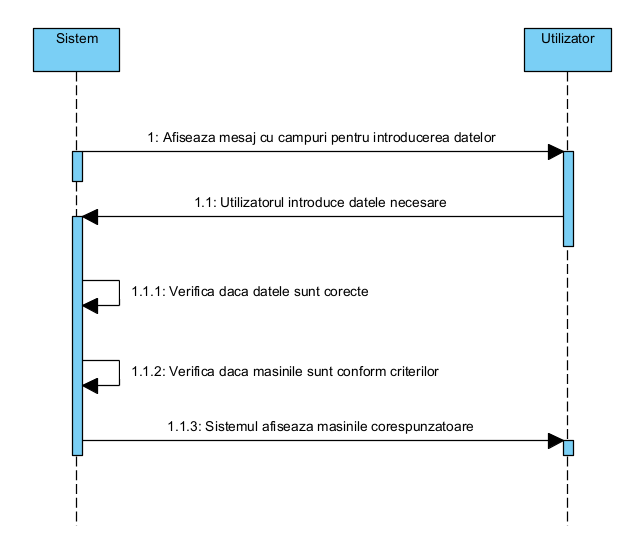 Sistem
Utilizator
1: Afiseaza mesaj cu campuri pentru introducerea datelor
1.1: Utilizatorul introduce datele necesare
1.1.1: Verifica daca datele sunt corecte
1.1.2: Verifica daca masinile sunt conform criterilor
1.1.3: Sistemul afiseaza masinile corespunzatoare